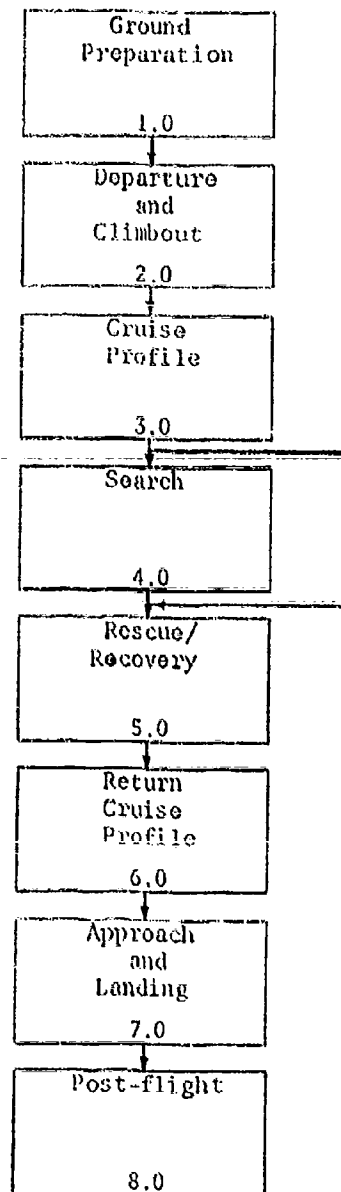 Ground
Preparation
1.0
Departure
and
Climbout
2.0
Cruise
Profile
3.0
Search
4.0
Rescue/
Recovery
5.0
Return
Cruise
Profile
6.0
Approach
and
Landing
7.0
Post-flight
8.0